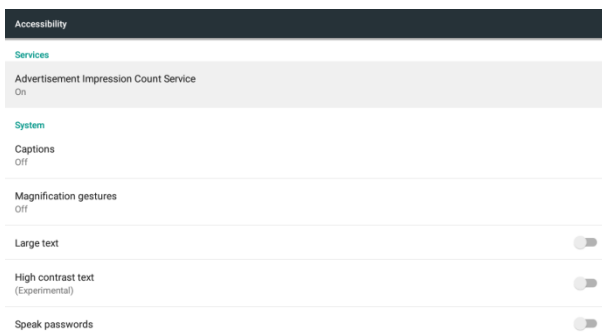 Accessibility
Services
Advertisement Impression Count Service
On
System
Captions
Off
Magnification gestures
Off
Large text
High contrast text
(Experimental)
Speak passwords